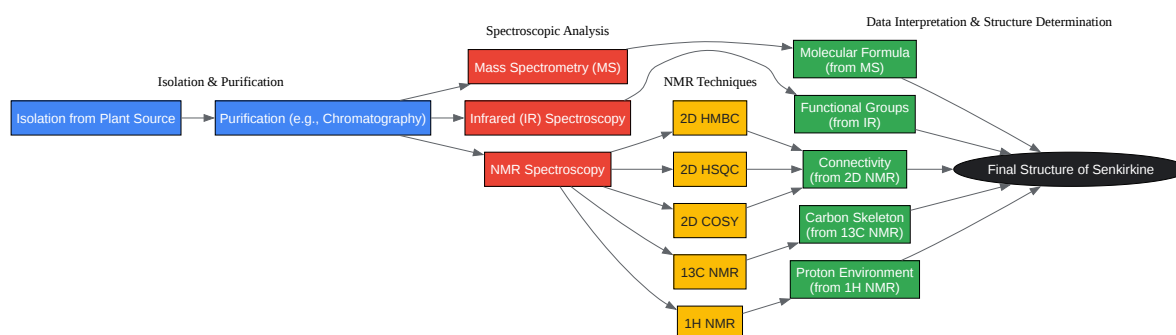 Data Interpretation & Structure Determination
Spectroscopic Analysis
Molecular Formula
(from MS)
Mass Spectrometry (MS)
Isolation & Purification
NMR Techniques
Isolation from Plant Source
Purification (e.g., Chromatography)
Infrared (IR) Spectroscopy
2D HMBC
Functional Groups
(from IR)
NMR Spectroscopy
2D HSQC
Connectivity
(from 2D NMR)
Final Structure of Senkirkine
2D COSY
Carbon Skeleton
(from 13C NMR)
13C NMR
Proton Environment
(from 1H NMR)
1H NMR